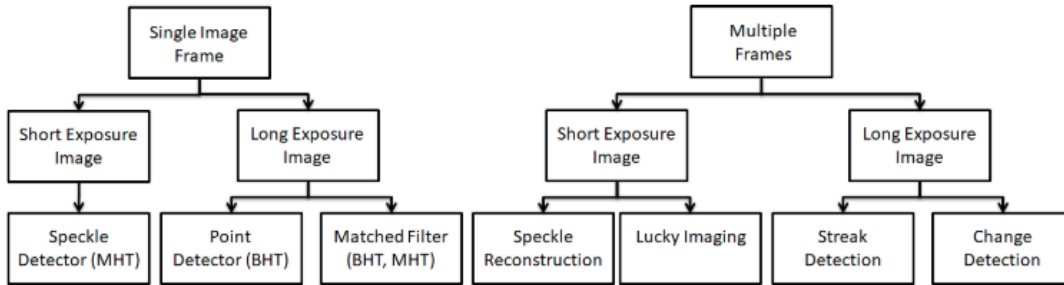 Single Image
Frame
Multiple
Frames
Short Exposure
Image
Long Exposure
Image
Short Exposure
Image
Long Exposure
Image
Speckle
Detector (MHT)
Point
Detector (BHT)
Matched Filter
(BHT, MHT)
Speckle
Reconstruction
Lucky Imaging
Streak
Detection
Change
Detection